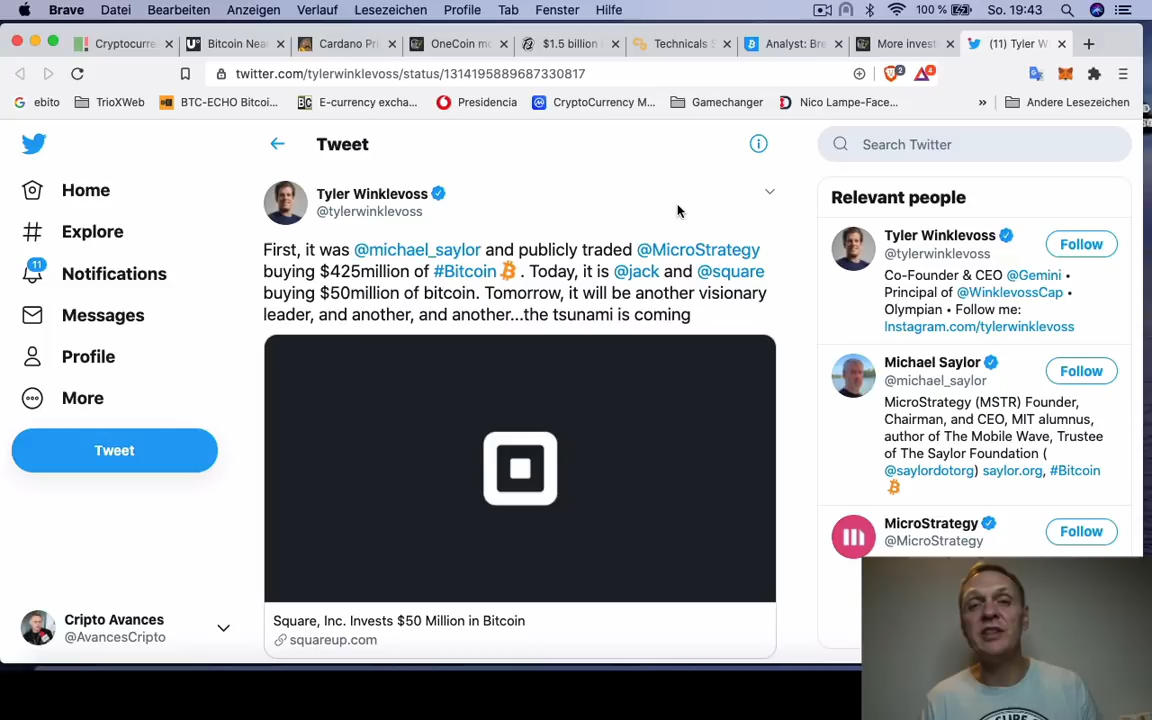 Brave Datei Bearbeiten Anzeigen Verlauf Lesezeichen Profile Tab Fenster Hilfe 100 % So. 19:43
Cryptocurre Bitcoin Nea Cardano Pri OneCoin mo $1.5 billion Technicals S Analyst: Bre More invest (11) Tyler W
twitter.com/tylerwinklevoss/status/1314195889687330817 2 4
ebito TrioXWeb BTC-ECHO Bitcoi... E-currency excha... Presidencia CryptoCurrency M... Gamechanger Nico Lampe-Face... » Andere Lesezeichen
Tweet
Search Twitter
Home
Explore
11
Notifications
Messages
Profile
More
Tweet
Cripto Avances
@AvancesCripto
Tyler Winklevoss
@tylerwinklevoss
First, it was @michael_saylor and publicly traded @MicroStrategy
buying $425million of #Bitcoin . Today, it is @jack and @square
buying $50million of bitcoin. Tomorrow, it will be another visionary
leader, and another, and another...the tsunami is coming
Square, Inc. Invests $50 Million in Bitcoin
squareup.com
Relevant people
Tyler Winklevoss
@tylerwinklevoss
Follow
Co-Founder & CEO @Gemini •
Principal of @WinklevossCap •
Olympian • Follow me:
Instagram.com/tylerwinklevoss
Michael Saylor
@michael_saylor
Follow
MicroStrategy (MSTR) Founder,
Chairman, and CEO, MIT alumnus,
author of The Mobile Wave, Trustee
of The Saylor Foundation (
@saylordotorg) saylor.org, #Bitcoin
MicroStrategy
@MicroStrategy
Follow